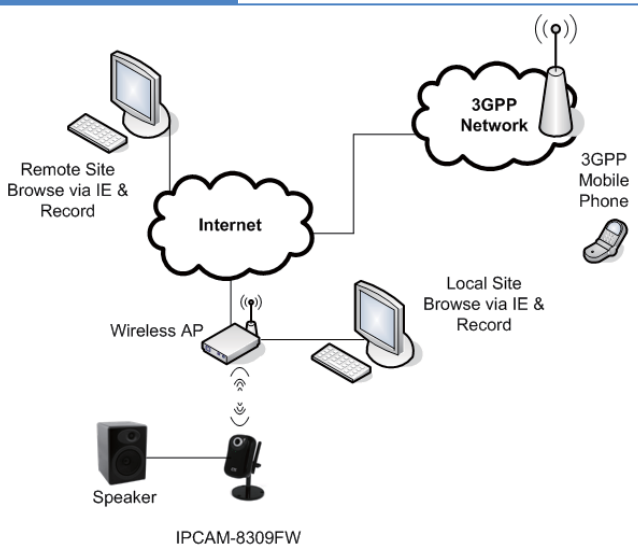 3GPP
Network
3GPP
Mobile
Phone
Remote Site
Browse via IE &
Record
Internet
Local Site
Browse via IE &
Record
Wireless AP
Speaker
IPCAM-8309FW